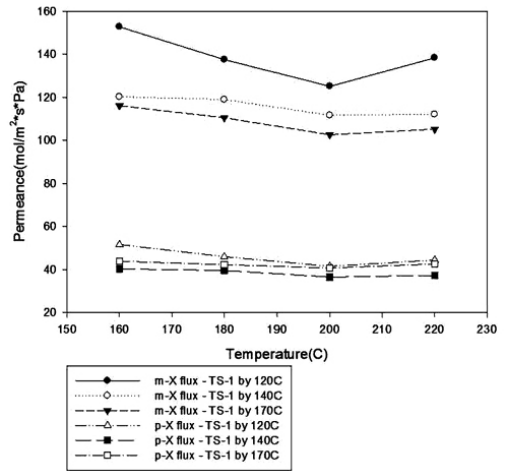 160
140
120
100
80
60
40
20
Permeance(mol/m²*s*Pa)
150 160 170 180 190 200 210 220 230
Temperature(C)
m-X flux - TS-1 by 120C
m-X flux - TS-1 by 140C
m-X flux - TS-1 by 170C
p-X flux - TS-1 by 120C
p-X flux - TS-1 by 140C
p-X flux - TS-1 by 170C